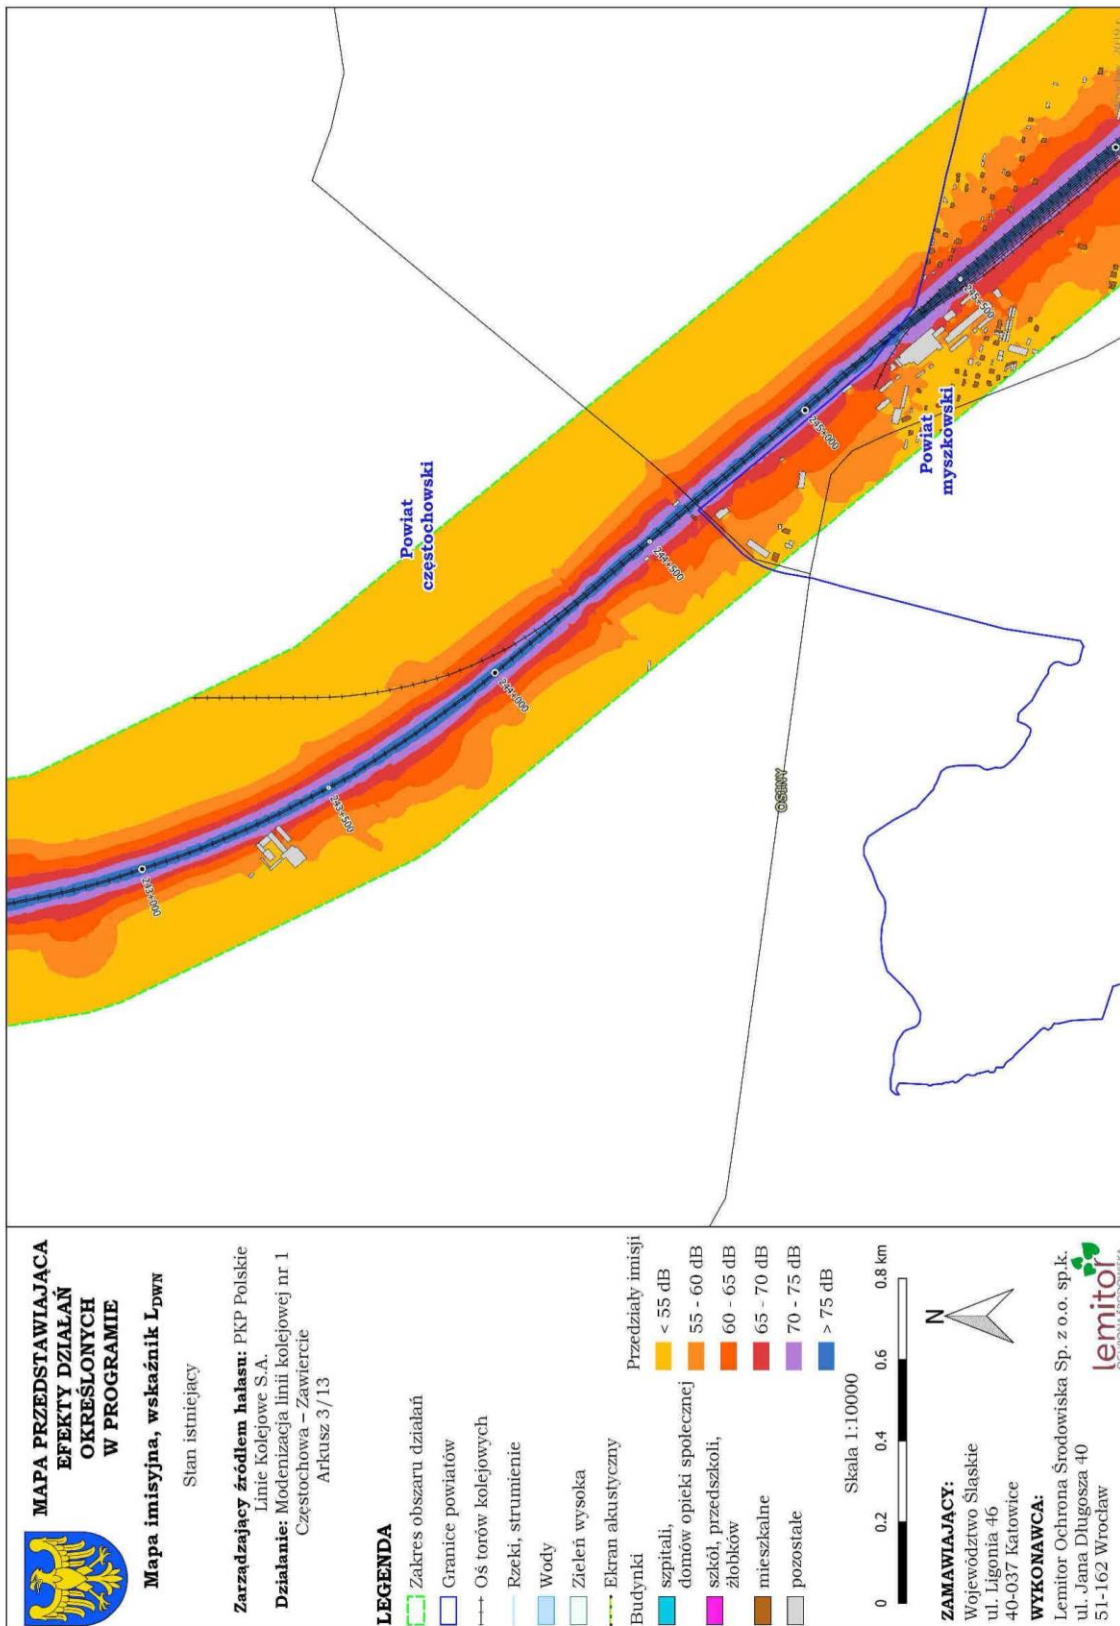 MAPA PRZEDSTAWIAJĄCA
EFEKTY DZIAŁAŃ
OKREŚLONYCH
W PROGRAMIE
Mapa imisyjna, wskaźnik LDWN
Stan istniejący
Zarządzający źródłem hałasu: PKP Polskie
Linie Kolejowe S.A.
Działanie: Modernizacja linii kolejowej nr 1
Częstochowa – Zawiercie
Arkusz 3/13
LEGENDA
Zakres obszaru działań
Granice powiatów
Oś torów kolejowych
Rzeki, strumienie
Wody
Zieleń wysoka
Ekran akustyczny
Budynki
szpitali,
domów opieki społecznej
szkół, przedszkoli,
żłobków
mieszkalne
pozostałe
Przedziały imisji
< 55 dB
55 - 60 dB
60 - 65 dB
65 - 70 dB
70 - 75 dB
> 75 dB
Skala 1:10000
0 0.2 0.4 0.6 0.8 km
N
ZAMAWIAJĄCY:
Województwo Śląskie
ul. Ligonia 46
40-037 Katowice
WYKONAWCA:
Lemitor Ochrona Środowiska Sp. z o.o. sp.k.
ul. Jana Długosza 40
51-162 Wrocław
lemitor
243+000
243+500
244+000
244+500
245+000
245+500
Powiat
częstochowski
Powiat
myszkowski
OSINY
2019 r.